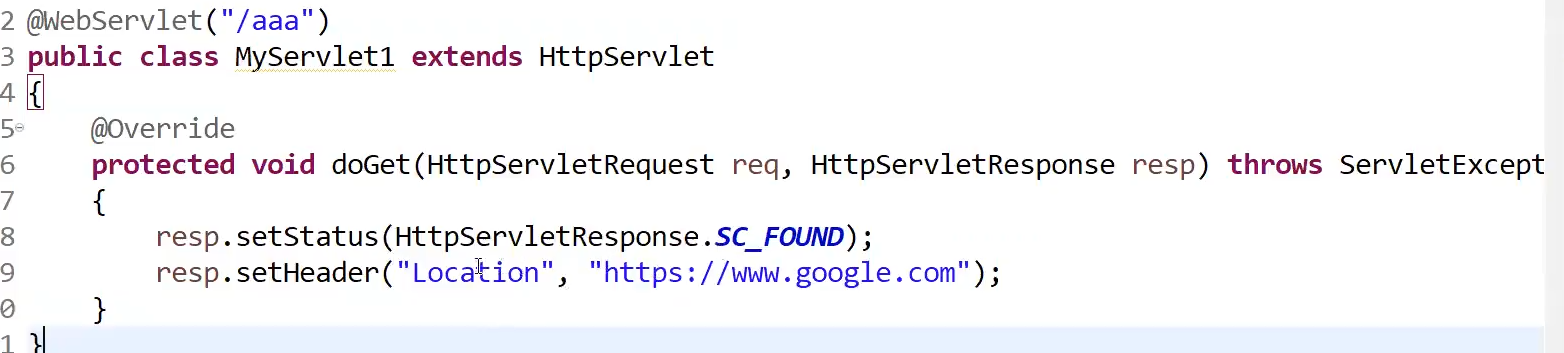 2 @WebServlet("/aaa")
3 public class MyServlet1 extends HttpServlet
4 {
5 @Override
6 protected void doGet(HttpServletRequest req, HttpServletResponse resp) throws ServletExcept
7 {
8 resp.setStatus(HttpServletResponse.SC_FOUND);
9 resp.setHeader("Location", "https://www.google.com");
0 }
1 }